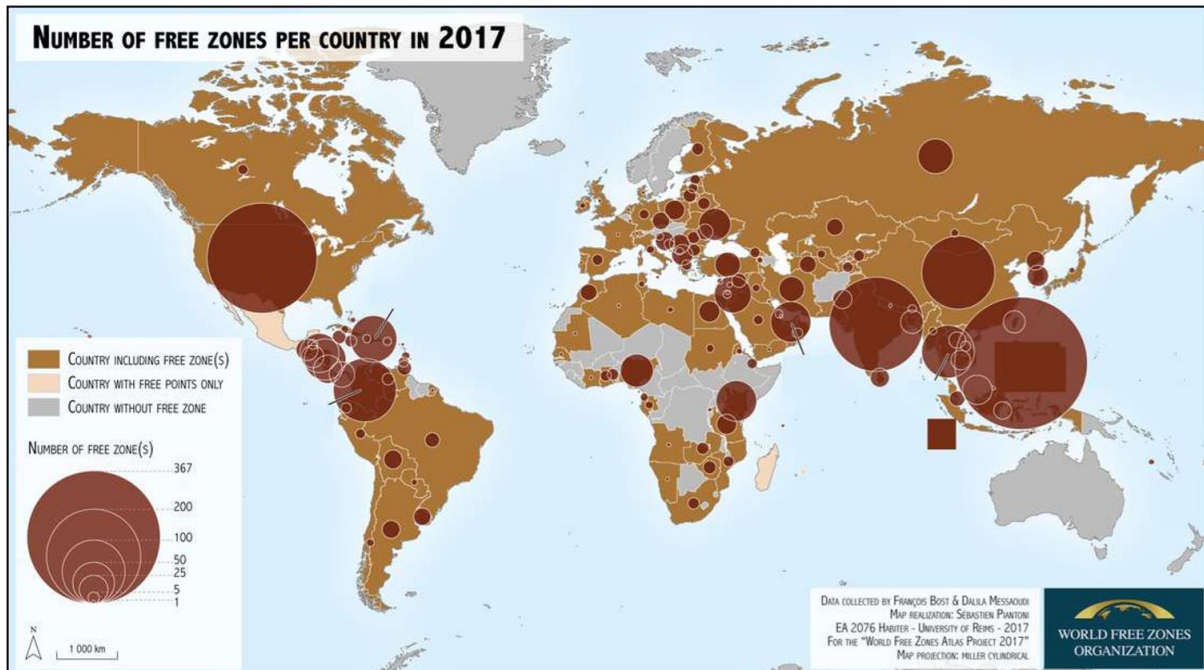 NUMBER OF FREE ZONES PER COUNTRY IN 2017
COUNTRY INCLUDING FREE ZONE(S)
COUNTRY WITH FREE POINTS ONLY
COUNTRY WITHOUT FREE ZONE
NUMBER OF FREE ZONE(S)
367
200
100
50
25
5
1
N
1 000 km
DATA COLLECTED BY FRANÇOIS BOST & DALILA MESSAOUDI
MAP REALIZATION: SÉBASTIEN PIANTONI
EA 2076 HABITER - UNIVERSITY OF REIMS - 2017
FOR THE "WORLD FREE ZONES ATLAS PROJECT 2017"
MAP PROJECTION: MILLER CYLINDRICAL
WORLD FREE ZONES
ORGANIZATION